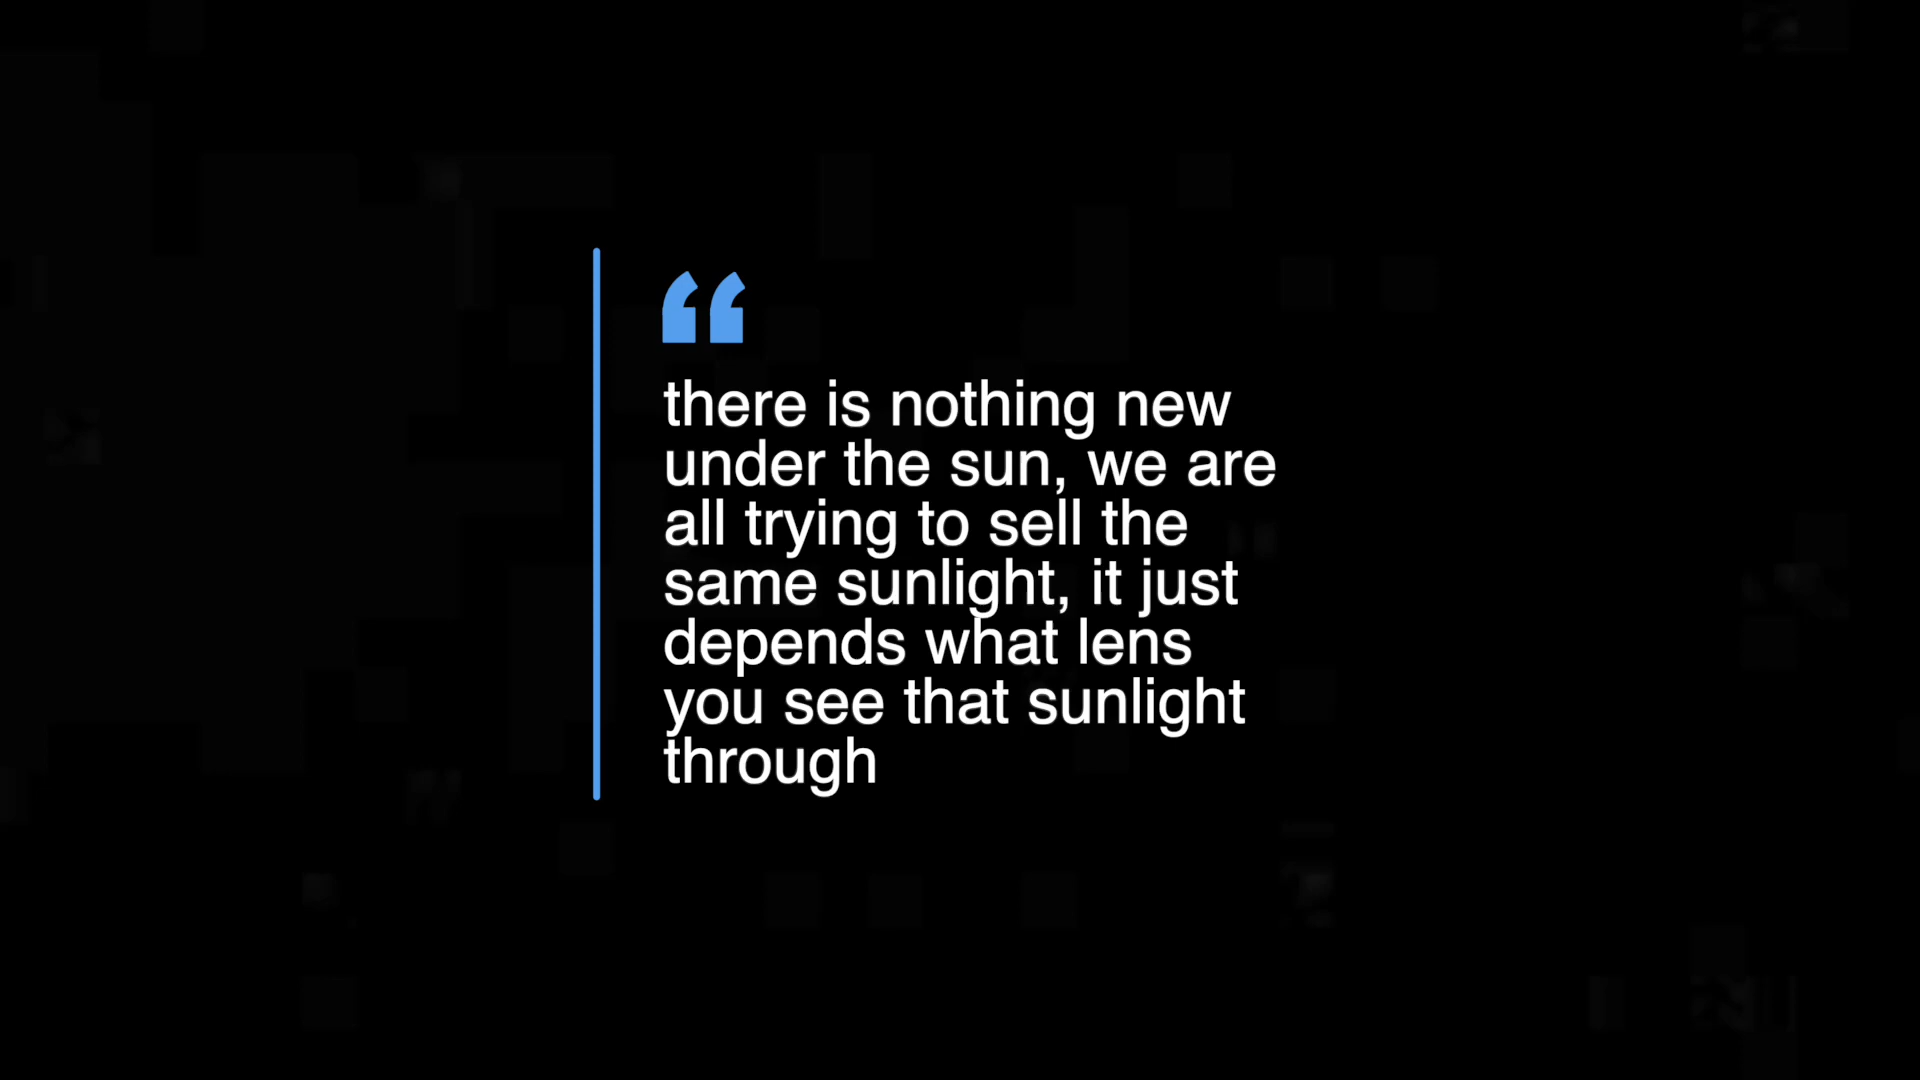 “
there is nothing new
under the sun, we are
all trying to sell the
same sunlight, it just
depends what lens
you see that sunlight
through